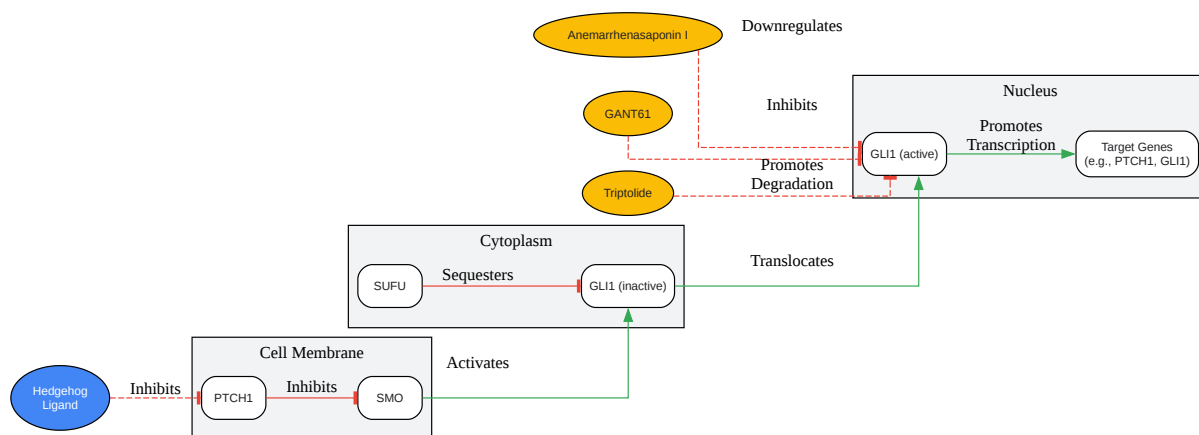 Anemarrhenasaponin I
Downregulates
Nucleus
GANT61
Inhibits
Promotes
Transcription
GLI1 (active)
Target Genes
(e.g., PTCH1, GLI1)
Promotes
Degradation
Triptolide
Cytoplasm
SUFU
Sequesters
GLI1 (inactive)
Translocates
Cell Membrane
Activates
Hedgehog
Ligand
Inhibits
PTCH1
Inhibits
SMO